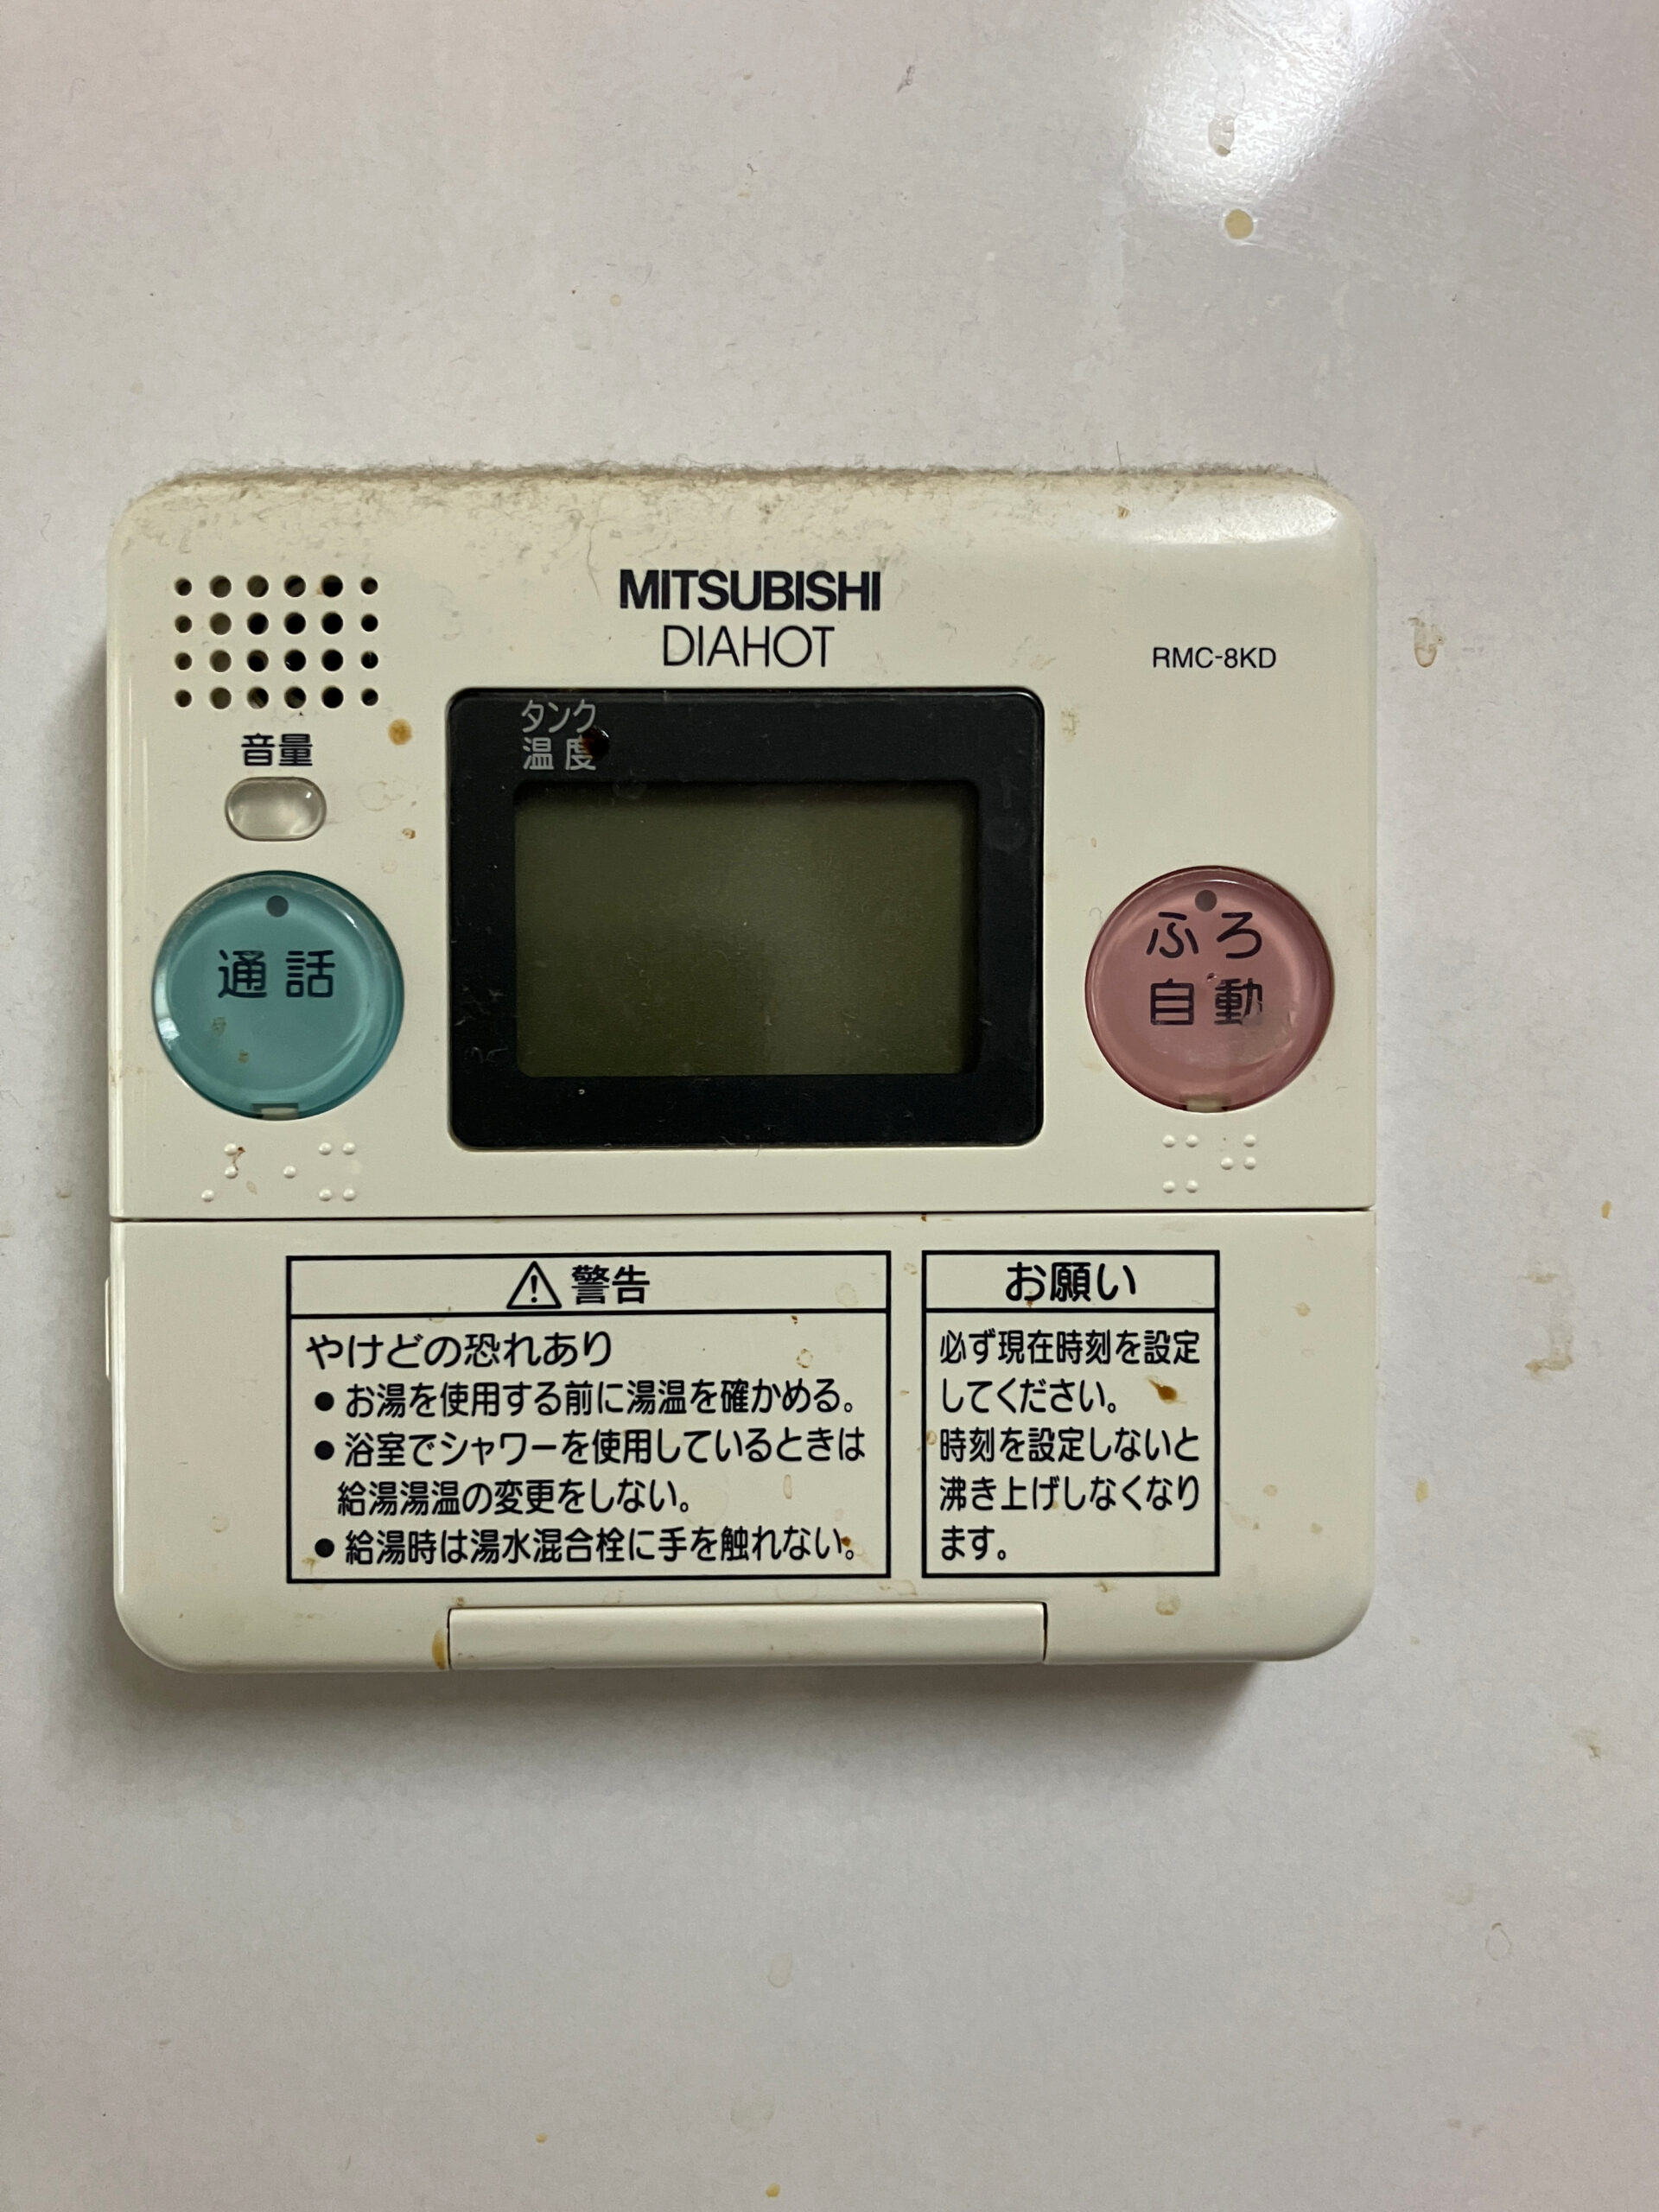 MITSUBISHI
DIAHOT
RMC-8KD
音量
タンク
温度
通話
ふろ
自動
警告
やけどの恐れあり
●お湯を使用する前に湯温を確かめる。
●浴室でシャワーを使用しているときは
給湯湯温の変更をしない。
●給湯時は湯水混合栓に手を触れない。
お願い
必ず現在時刻を設定
してください。
時刻を設定しないと
沸き上げしなくなり
ます。